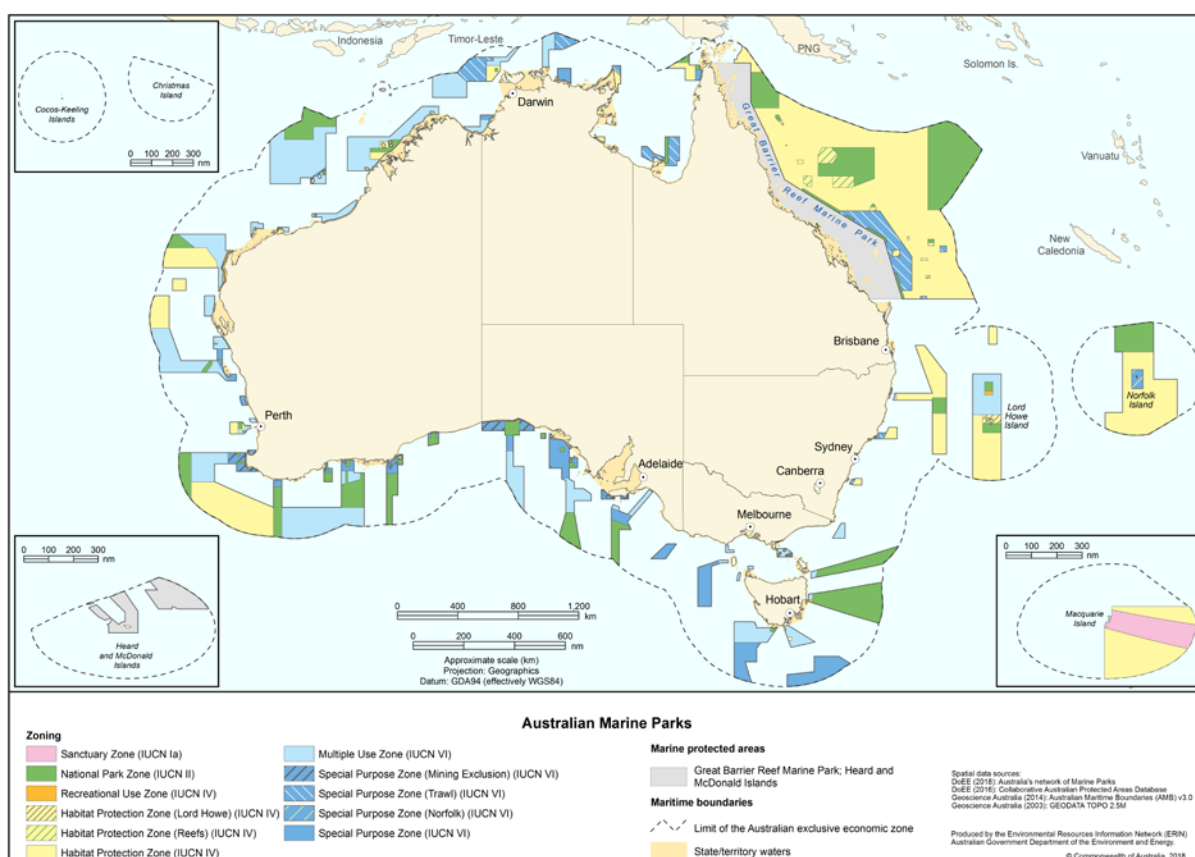 Indonesia
Timor-Leste
PNG
Solomon Is.
Cocos-Keeling
Islands
Christmas
Island
0 100 200 300
nm
Darwin
Great Barrier
Reef Marine Park
Vanuatu
New
Caledonia
Brisbane
Perth
Lord
Howe
Island
Norfolk
Island
Sydney
Adelaide
Canberra
Melbourne
Hobart
0 100 200 300
nm
Heard
and McDonald
Islands
0 400 800 1,200
km
0 200 400 600
nm
Approximate scale (km)
Projection: Geographics
Datum: GDA94 (effectively WGS84)
0 100 200 300
nm
Macquarie
Island
Australian Marine Parks
Zoning
Sanctuary Zone (IUCN Ia)
National Park Zone (IUCN II)
Recreational Use Zone (IUCN IV)
Habitat Protection Zone (Lord Howe) (IUCN IV)
Habitat Protection Zone (Reefs) (IUCN IV)
Habitat Protection Zone (IUCN IV)
Multiple Use Zone (IUCN VI)
Special Purpose Zone (Mining Exclusion) (IUCN VI)
Special Purpose Zone (Trawl) (IUCN VI)
Special Purpose Zone (Norfolk) (IUCN VI)
Special Purpose Zone (IUCN VI)
Marine protected areas
Great Barrier Reef Marine Park; Heard and
McDonald Islands
Maritime boundaries
Limit of the Australian exclusive economic zone
State/territory waters
Spatial data sources:
DoEE (2018): Australia's network of Marine Parks
DoEE (2016): Collaborative Australian Protected Areas Database
Geoscience Australia (2014): Australian Maritime Boundaries (AMB) v3.0
Geoscience Australia (2003): GEODATA TOPO 2.5M
Produced by the Environmental Resources Information Network (ERIN)
Australian Government Department of the Environment and Energy.
© Commonwealth of Australia, 2018